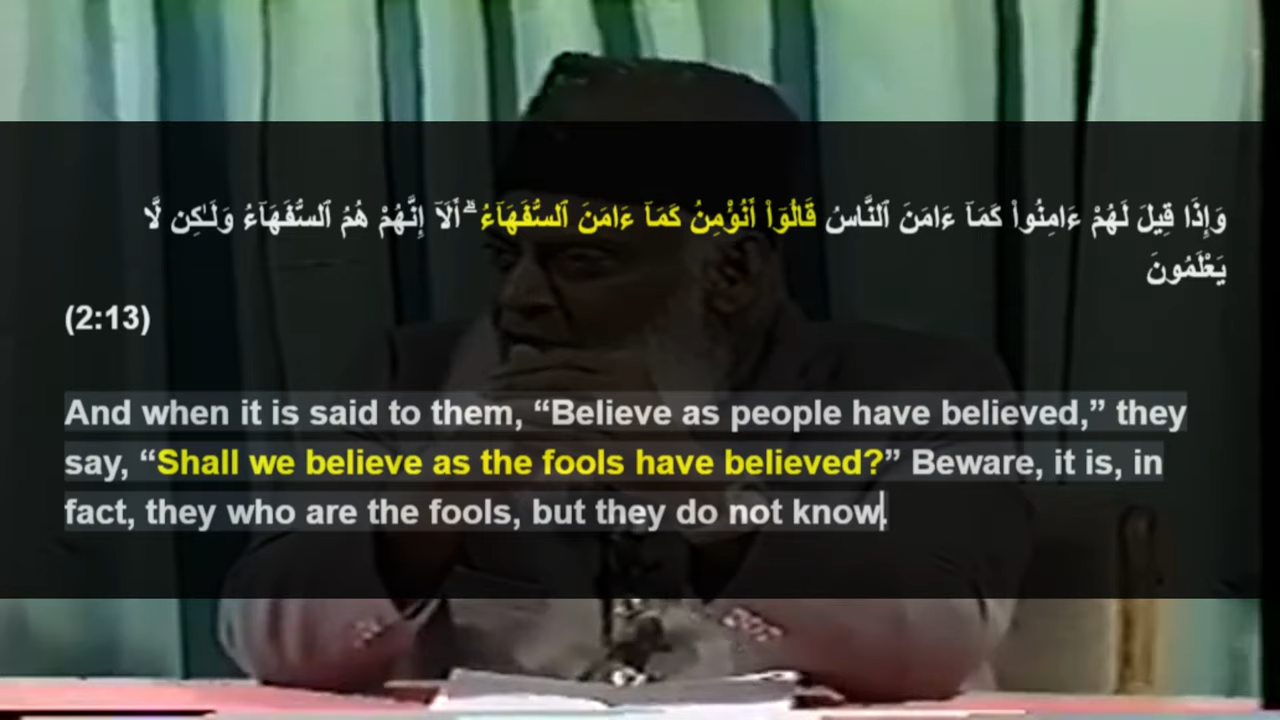 وَإِذَا قِيلَ لَهُمْ ءَامِنُوا۟ كَمَآ ءَامَنَ ٱلنَّاسُ قَالُوٓا۟ أَنُؤْمِنُ كَمَآ ءَامَنَ ٱلسُّفَهَآءُ ۗ أَلَآ إِنَّهُمْ هُمُ ٱلسُّفَهَآءُ وَلَـٰكِن لَّا
يَعْلَمُونَ
(2:13)
And when it is said to them, “Believe as people have believed,” they
say, “Shall we believe as the fools have believed?” Beware, it is, in
fact, they who are the fools, but they do not know.